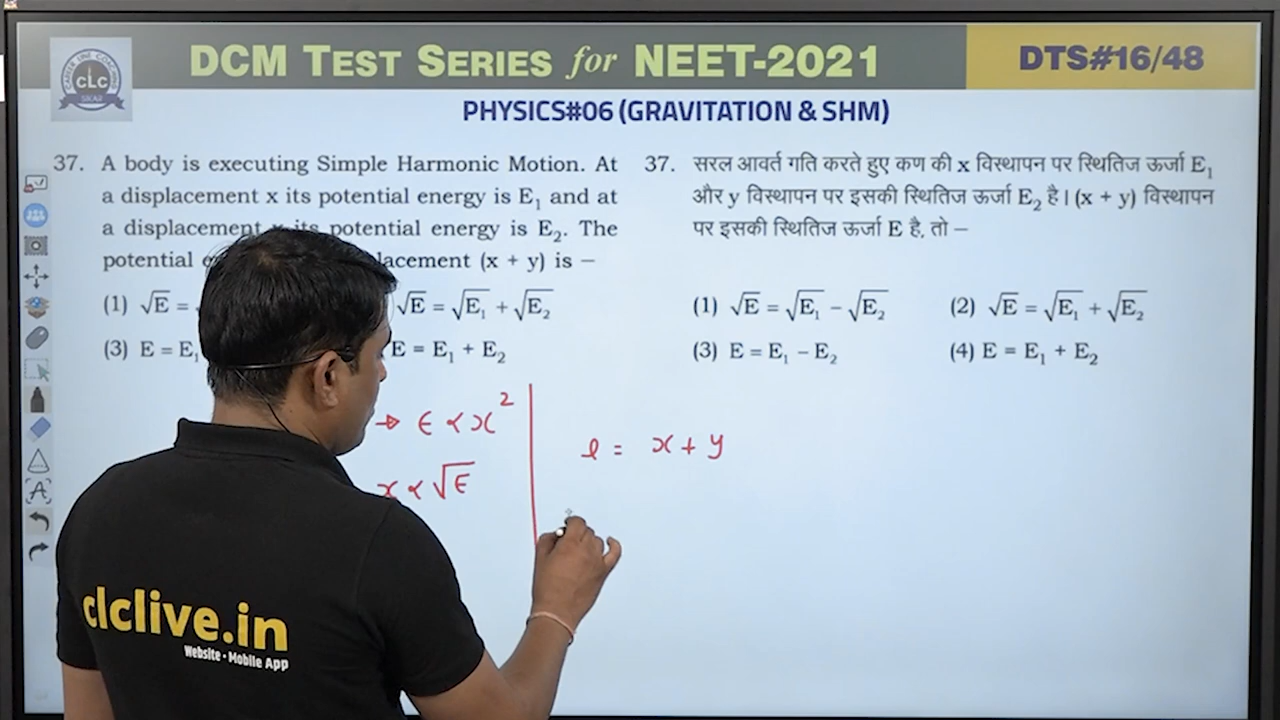 DCM TEST SERIES for NEET-2021
DTS#16/48
CLC
SIKAR
PHYSICS#06 (GRAVITATION & SHM)
37. A body is executing Simple Harmonic Motion. At
a displacement x its potential energy is E₁ and at
a displacement its potential energy is E₂. The
potential (x + y) is –
(1) √E =
√E = √E₁ + √E₂
(3) E = E₁
E = E₁ + E₂
37. सरल आवर्त गति करते हुए कण की x विस्थापन पर स्थितिज ऊर्जा E₁
और y विस्थापन पर इसकी स्थितिज ऊर्जा E₂ है। (x + y) विस्थापन
पर इसकी स्थितिज ऊर्जा E है, तो –
(1) √E = √E₁ – √E₂ (2) √E = √E₁ + √E₂
(3) E = E₁ – E₂ (4) E = E₁ + E₂
→ E ∝ x²
x ∝ √E
l = x + y
clclive.in
Website • Mobile App